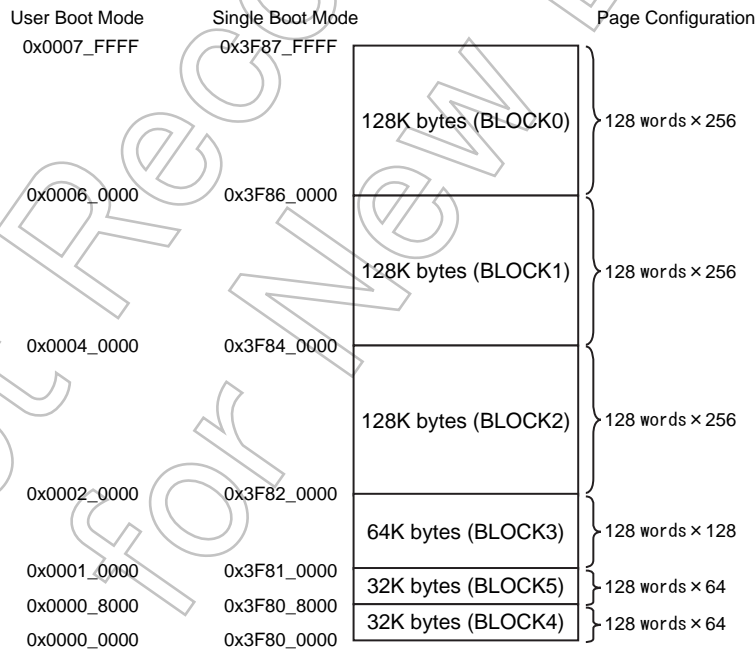 User Boot Mode Single Boot Mode Page Configuration
0x0007_FFFF 0x3F87_FFFF
128K bytes (BLOCK0) 128 words×256
0x0006_0000 0x3F86_0000
128K bytes (BLOCK1) 128 words×256
0x0004_0000 0x3F84_0000
128K bytes (BLOCK2) 128 words×256
0x0002_0000 0x3F82_0000
64K bytes (BLOCK3) 128 words×128
0x0001_0000 0x3F81_0000
32K bytes (BLOCK5) 128 words×64
0x0000_8000 0x3F80_8000
32K bytes (BLOCK4) 128 words×64
0x0000_0000 0x3F80_0000
for New